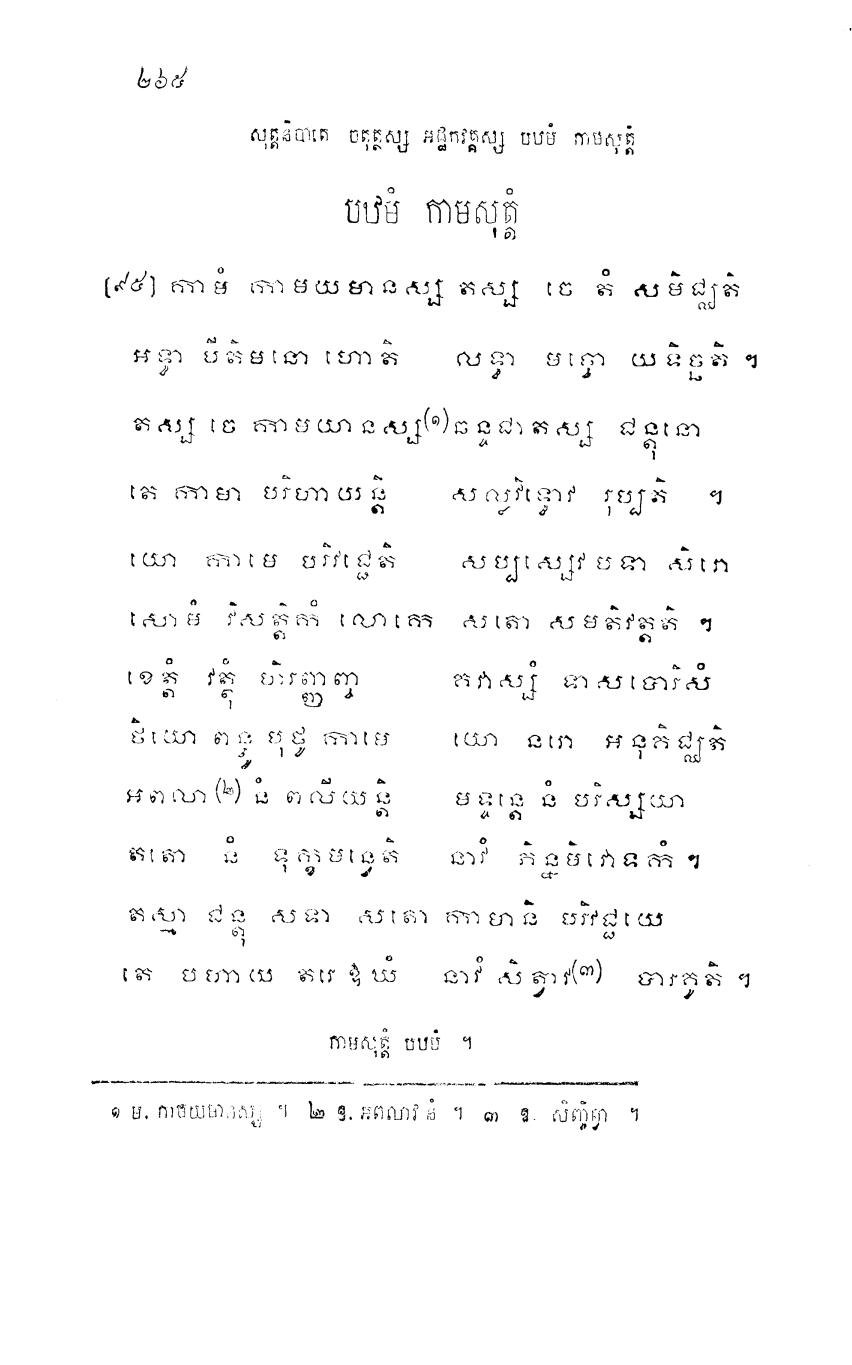 ២៦៥
សុត្តនិបាតេ ចតុត្ថស្ស អដ្ឋកវគ្គស្ស បឋមំ កាមសុត្តំ
បឋមំ កាមសុត្តំ
[៩៥] កាមំ កាមយមានស្ស តស្ស ចេ តំ សមិជ្ឈតិ
អទ្ធា បីតិមនោ ហោតិ លទ្ធា មច្ចោ យទិច្ឆតិ ៗ
តស្ស ចេ កាមយានស្ស(១)ឆន្ទជាតស្ស ជន្តុនោ
តេ កាមា បរិហាយន្តិ សល្លវិទ្ធោវ រុប្បតិ ៗ
យោ កាមេ បរិវជ្ជេតិ សប្បស្សេវ បទា សិរោ
សោមំ វិសត្តិកំ លោកេ សតោ សមតិវត្តតិ ៗ
ខេត្តំ វត្ថុំ ហិរញ្ញញ្ច គវាស្សំ ទាសបោរិសំ
ថិយោ ពន្ធូ បុថូ កាមេ យោ នរោ អនុគិជ្ឈតិ
អពលា(២) នំ ពលីយន្តិ មទ្ទន្តេ នំ បរិស្សយា
តតោ នំ ទុក្ខមន្វេតិ នាវំ ភិន្នមិវោទកំ ៗ
តស្មា ជន្តុ សទា សតោ កាមានិ បរិវជ្ជយេ
តេ បហាយ តរេ ឱឃំ នាវំ សិត្វាវ(៣) បារគូតិ ៗ
កាមសុត្តំ បឋមំ ។
១ ម. កាមយមានស្ស ។ ២ ឱ. អពលាវ នំ ។ ៣ ឱ. សិញ្ចិត្វា ។